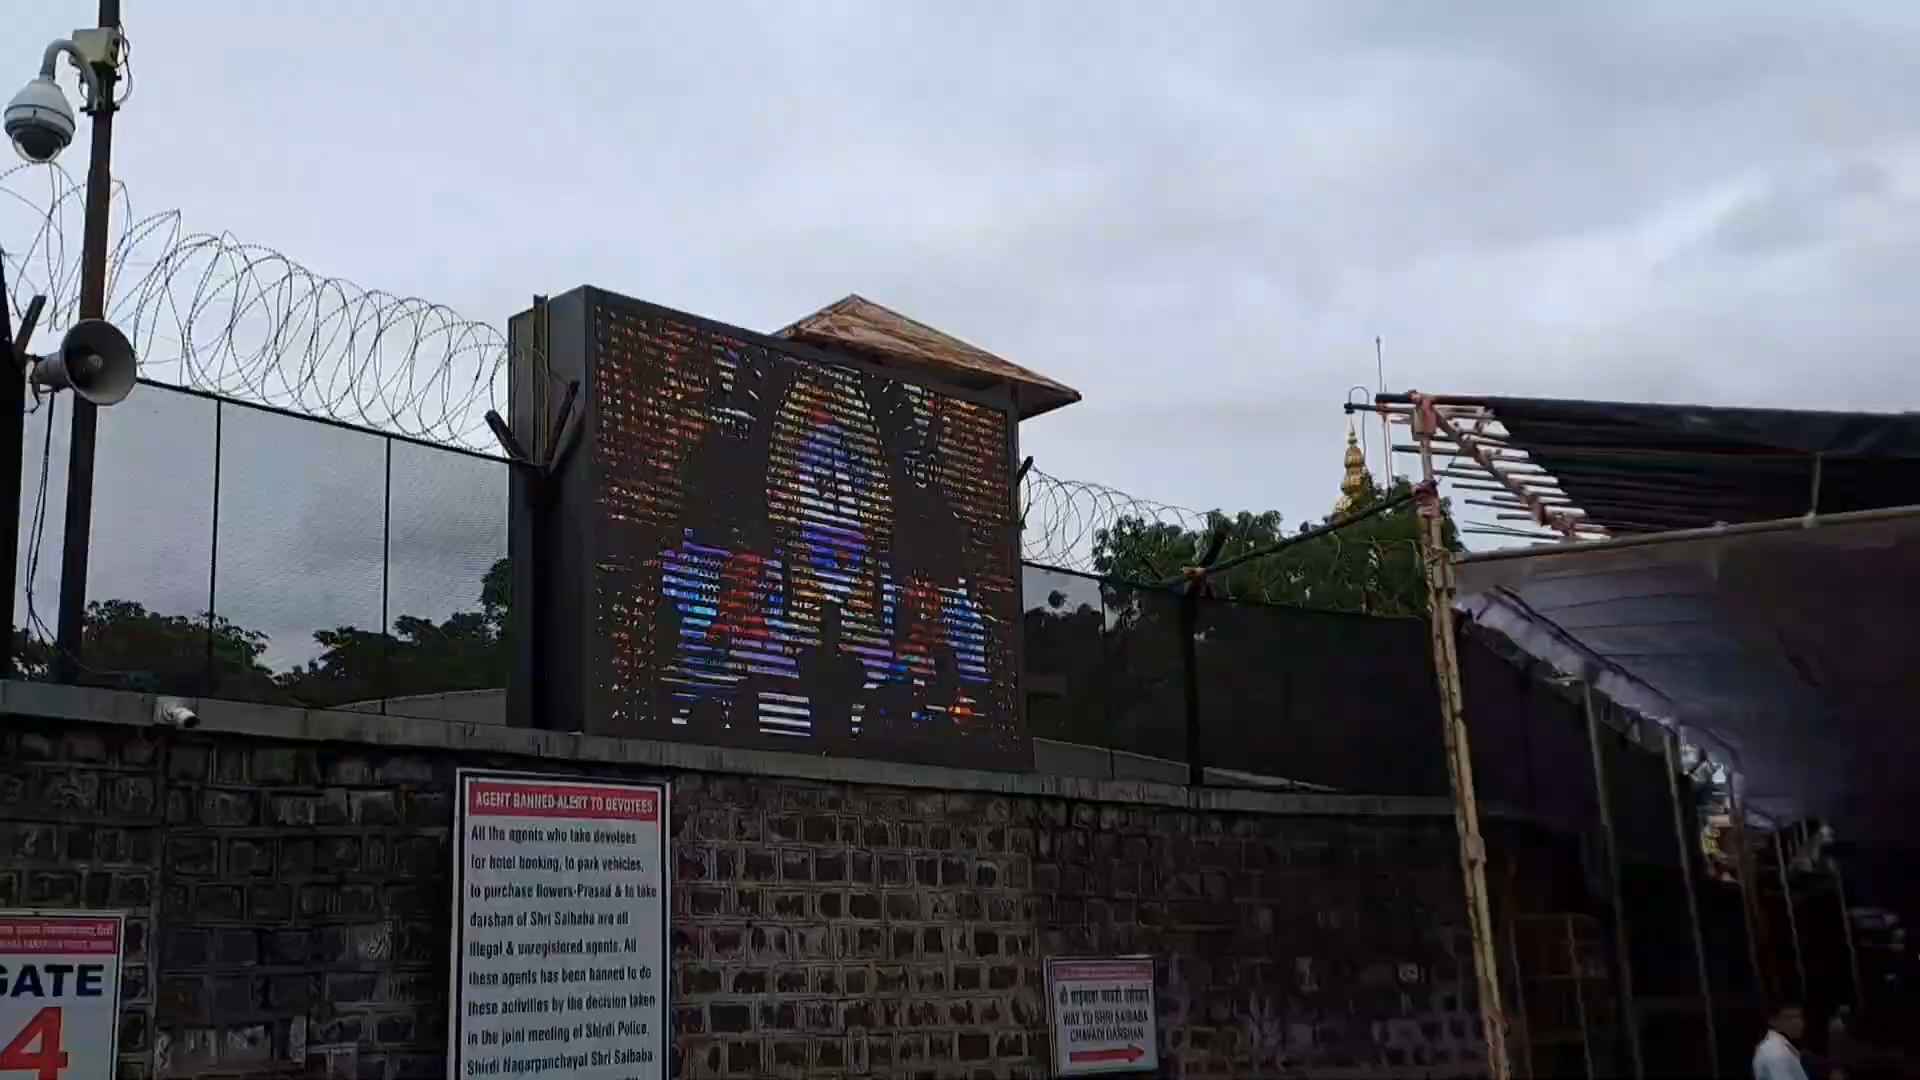 AGENT BANNED-ALERT TO DEVOTEES
All the agents who take devotees
for hotel booking, to park vehicles,
to purchase flowers-Prasad & to take
darshan of Shri Saibaba are all
illegal & unregistered agents. All
these agents has been banned to do
these activities by the decision taken
in the joint meeting of Shirdi Police,
Shirdi Nagarpanchayat Shri Saibaba
GATE
4
WAY TO SHRI SAIBABA
CHAVADI DARSHAN